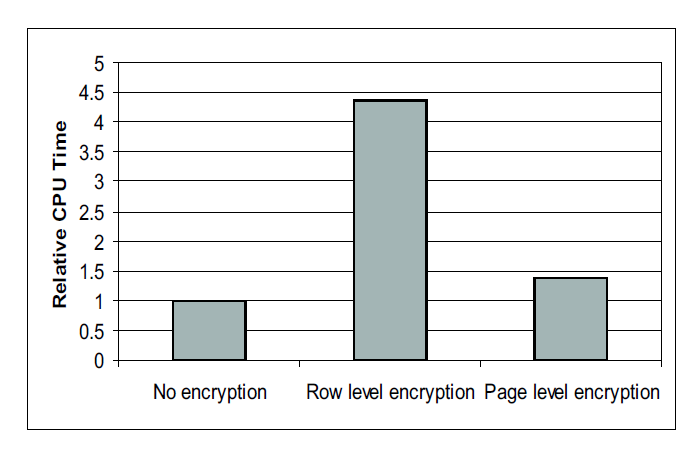 Relative CPU Time
5
4.5
4
3.5
3
2.5
2
1.5
1
0.5
0
No encryption
Row level encryption
Page level encryption